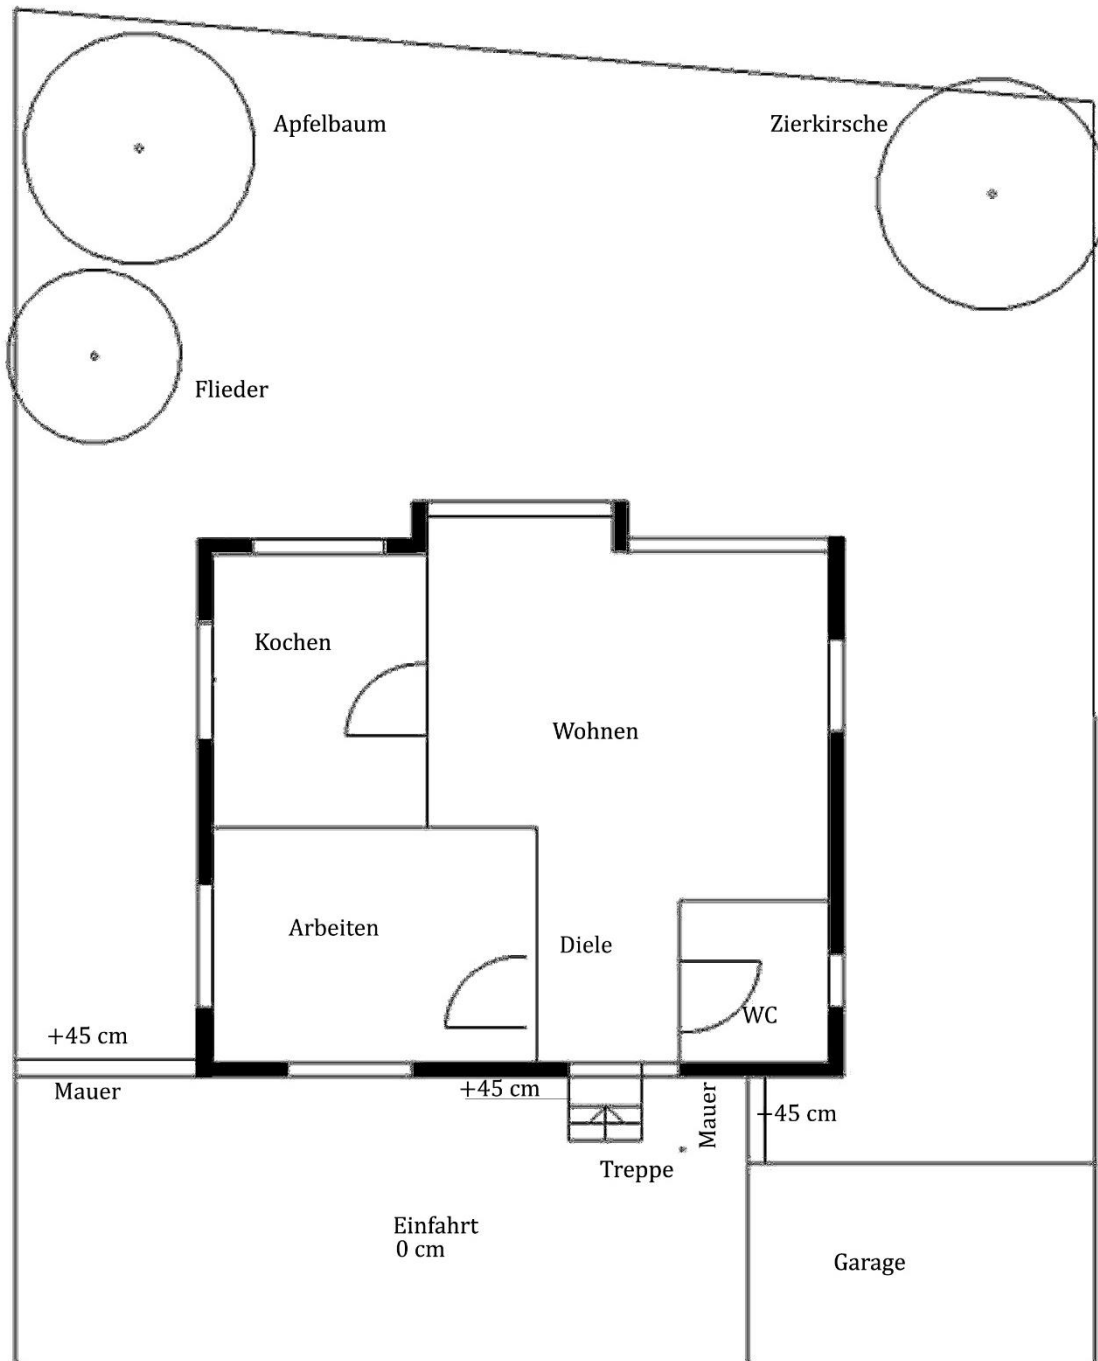 Apfelbaum
Zierkirsche
Flieder
Kochen
Wohnen
Arbeiten
Diele
WC
+45 cm
Mauer
+45 cm
Mauer
+45 cm
Treppe
Einfahrt
0 cm
Garage